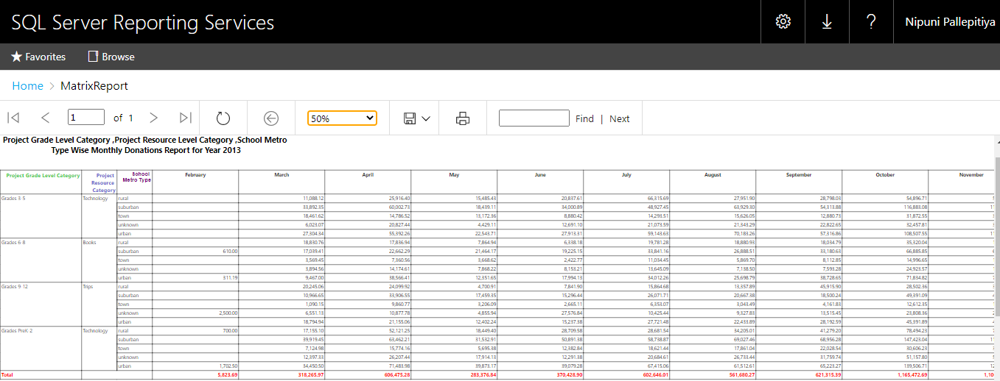 SQL Server Reporting Services
?
Nipuni Pallepitiya
Favorites Browse
Home > MatrixReport
1 of 1 50% Find | Next
Project Grade Level Category ,Project Resource Level Category ,School Metro
Type Wise Monthly Donations Report for Year 2013
Project Grade Level Category Project Resource Category School Metro Type February March April May June July August September October November
Grades 3-5 Technology rural 11,088.12 25,916.40 15,485.43 20,837.61 66,315.69 27,951.90 28,798.03 54,896.71
suburban 33,892.35 60,002.73 18,439.11 34,000.89 48,927.45 63,929.30 54,313.88 116,883.08
town 18,461.62 14,786.52 13,172.36 8,880.42 14,293.51 15,626.05 12,880.73 31,872.55
unknown 6,023.07 20,827.44 4,429.11 12,691.10 21,073.59 21,343.29 22,822.65 32,457.81
urban 27,304.34 55,392.26 22,543.71 27,913.31 59,143.63 70,183.26 57,316.86 108,507.55
Grades 6-8 Books rural 18,830.76 17,836.94 7,864.94 6,338.18 19,781.28 18,880.93 18,034.79 35,320.04
suburban 610.00 17,039.41 22,662.29 21,464.17 19,225.15 33,841.16 26,888.51 33,180.63 66,885.85
town 3,569.45 7,360.56 3,668.62 2,422.77 11,034.45 5,869.70 8,112.85 14,996.65
unknown 3,894.56 14,174.61 7,868.22 8,153.21 13,645.09 7,138.50 7,593.28 24,923.57
urban 311.19 9,467.00 38,566.41 12,351.65 17,994.13 34,012.26 25,698.79 38,728.65 71,834.82
Grades 9-12 Trips rural 20,245.06 24,099.92 4,700.91 7,841.90 15,864.68 13,357.89 45,915.90 28,502.36
suburban 10,966.65 33,906.55 17,459.35 15,296.44 26,071.71 20,667.38 18,500.24 49,391.09
town 1,090.15 9,860.77 3,206.09 2,665.11 6,353.07 3,043.49 4,161.83 12,612.35
unknown 2,500.00 6,551.13 10,877.78 4,855.94 27,576.84 10,425.44 9,327.83 13,515.45 23,808.36
urban 18,794.94 21,155.06 12,402.24 15,237.38 27,721.48 22,433.89 28,192.59 45,391.89
Grades PreK-2 Technology rural 700.00 17,155.10 52,121.25 18,449.40 28,709.58 28,681.54 34,205.01 41,279.20 78,494.23
suburban 39,919.45 63,462.21 31,532.91 50,891.38 58,738.87 69,027.46 68,956.28 147,423.04
town 7,124.98 15,774.16 5,695.38 12,382.84 18,621.44 17,861.04 22,028.54 30,606.23
unknown 12,397.33 26,207.44 17,914.13 12,291.38 20,684.61 26,733.44 31,759.74 51,157.80
urban 1,702.50 34,450.50 71,483.98 39,873.17 39,079.28 67,415.06 61,512.61 65,223.27 139,506.71
Total 5,823.69 318,265.97 606,475.28 283,376.84 370,428.90 602,646.01 561,680.27 621,315.39 1,165,472.69 1,10